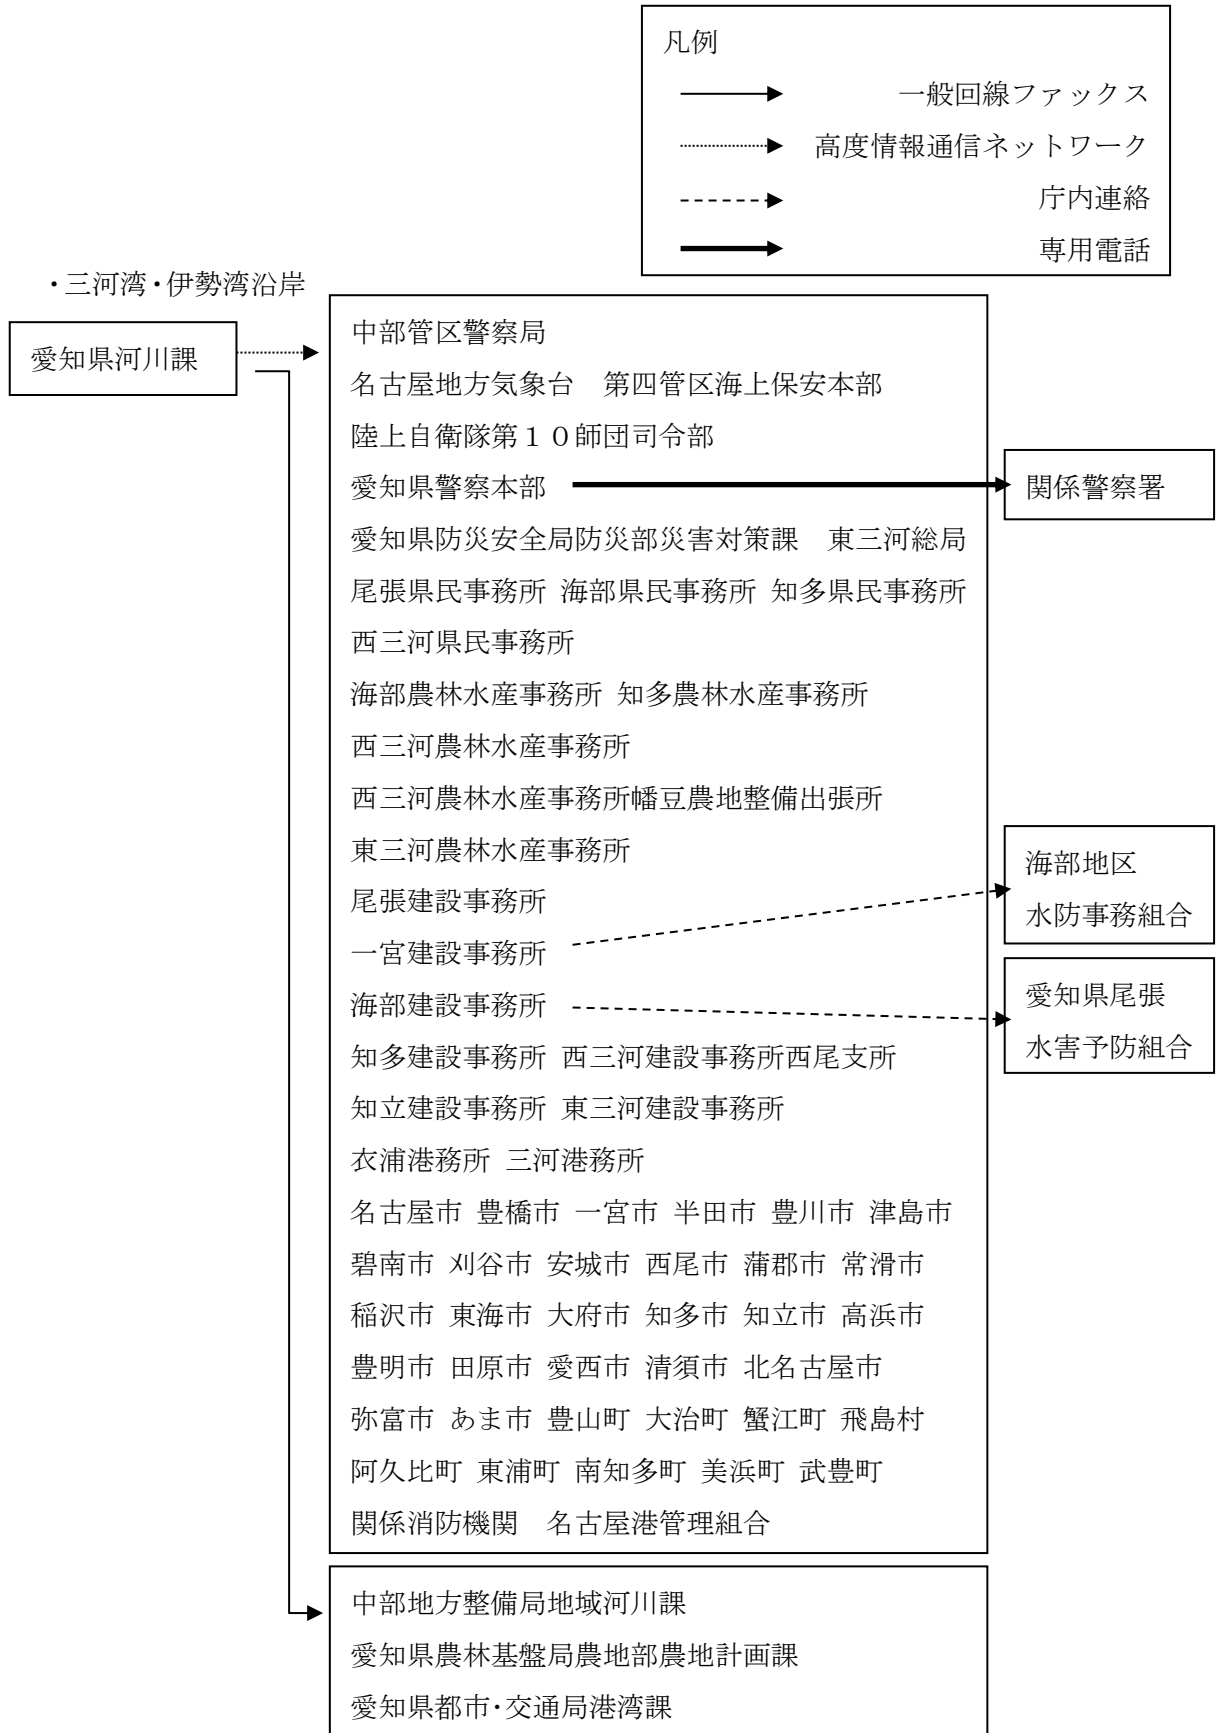 凡例
一般回線ファックス
高度情報通信ネットワーク
庁内連絡
専用電話
・三河湾・伊勢湾沿岸
愛知県河川課
中部管区警察局
名古屋地方気象台　第四管区海上保安本部
陸上自衛隊第１０師団司令部
愛知県警察本部
関係警察署
愛知県防災安全局防災部災害対策課　東三河総局
尾張県民事務所 海部県民事務所 知多県民事務所
西三河県民事務所
海部農林水産事務所 知多農林水産事務所
西三河農林水産事務所
西三河農林水産事務所幡豆農地整備出張所
東三河農林水産事務所
尾張建設事務所
一宮建設事務所
海部地区
水防事務組合
海部建設事務所
愛知県尾張
水害予防組合
知多建設事務所 西三河建設事務所西尾支所
知立建設事務所 東三河建設事務所
衣浦港務所 三河港務所
名古屋市 豊橋市 一宮市 半田市 豊川市 津島市
碧南市 刈谷市 安城市 西尾市 蒲郡市 常滑市
稲沢市 東海市 大府市 知多市 知立市 高浜市
豊明市 田原市 愛西市 清須市 北名古屋市
弥富市 あま市 豊山町 大治町 蟹江町 飛島村
阿久比町 東浦町 南知多町 美浜町 武豊町
関係消防機関　名古屋港管理組合
中部地方整備局地域河川課
愛知県農林基盤局農地部農地計画課
愛知県都市・交通局港湾課